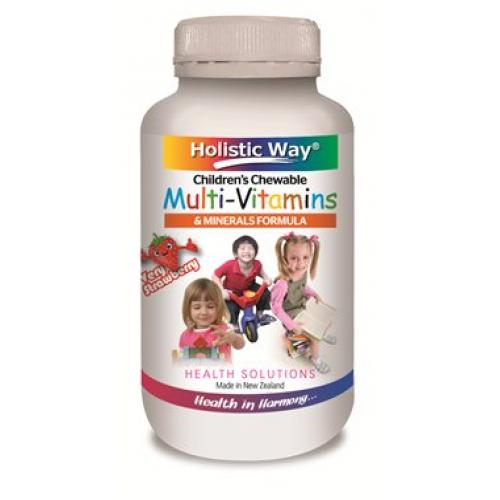 Holistic Way®
Children's Chewable
Multi-Vitamins
& MINERALS FORMULA
Very
Strawberry
HEALTH SOLUTIONS
Made in New Zealand
Health in Harmony...